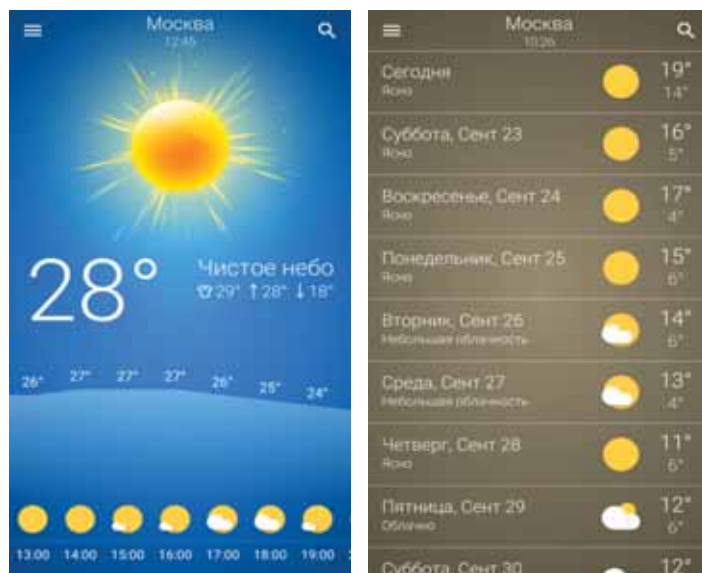 Москва
12:45
28°
Чистое небо
29° ↑28° ↓18°
26° 27° 27° 27° 26° 25° 24°
13:00 14:00 15:00 16:00 17:00 18:00 19:00
Москва
10:26
Сегодня 19°
Ясно 14°
Суббота, Сент 23 16°
Ясно 5°
Воскресенье, Сент 24 17°
Ясно 4°
Понедельник, Сент 25 15°
Ясно 6°
Вторник, Сент 26 14°
Небольшая облачность 6°
Среда, Сент 27 13°
Небольшая облачность 4°
Четверг, Сент 28 11°
Ясно 6°
Пятница, Сент 29 12°
Облачно 6°
Суббота, Сент 30 12°